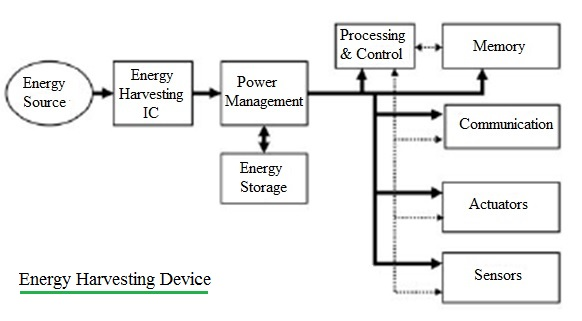 Energy
Source
Energy
Harvesting
IC
Power
Management
Energy
Storage
Processing
& Control
Memory
Communication
Actuators
Sensors
Energy Harvesting Device